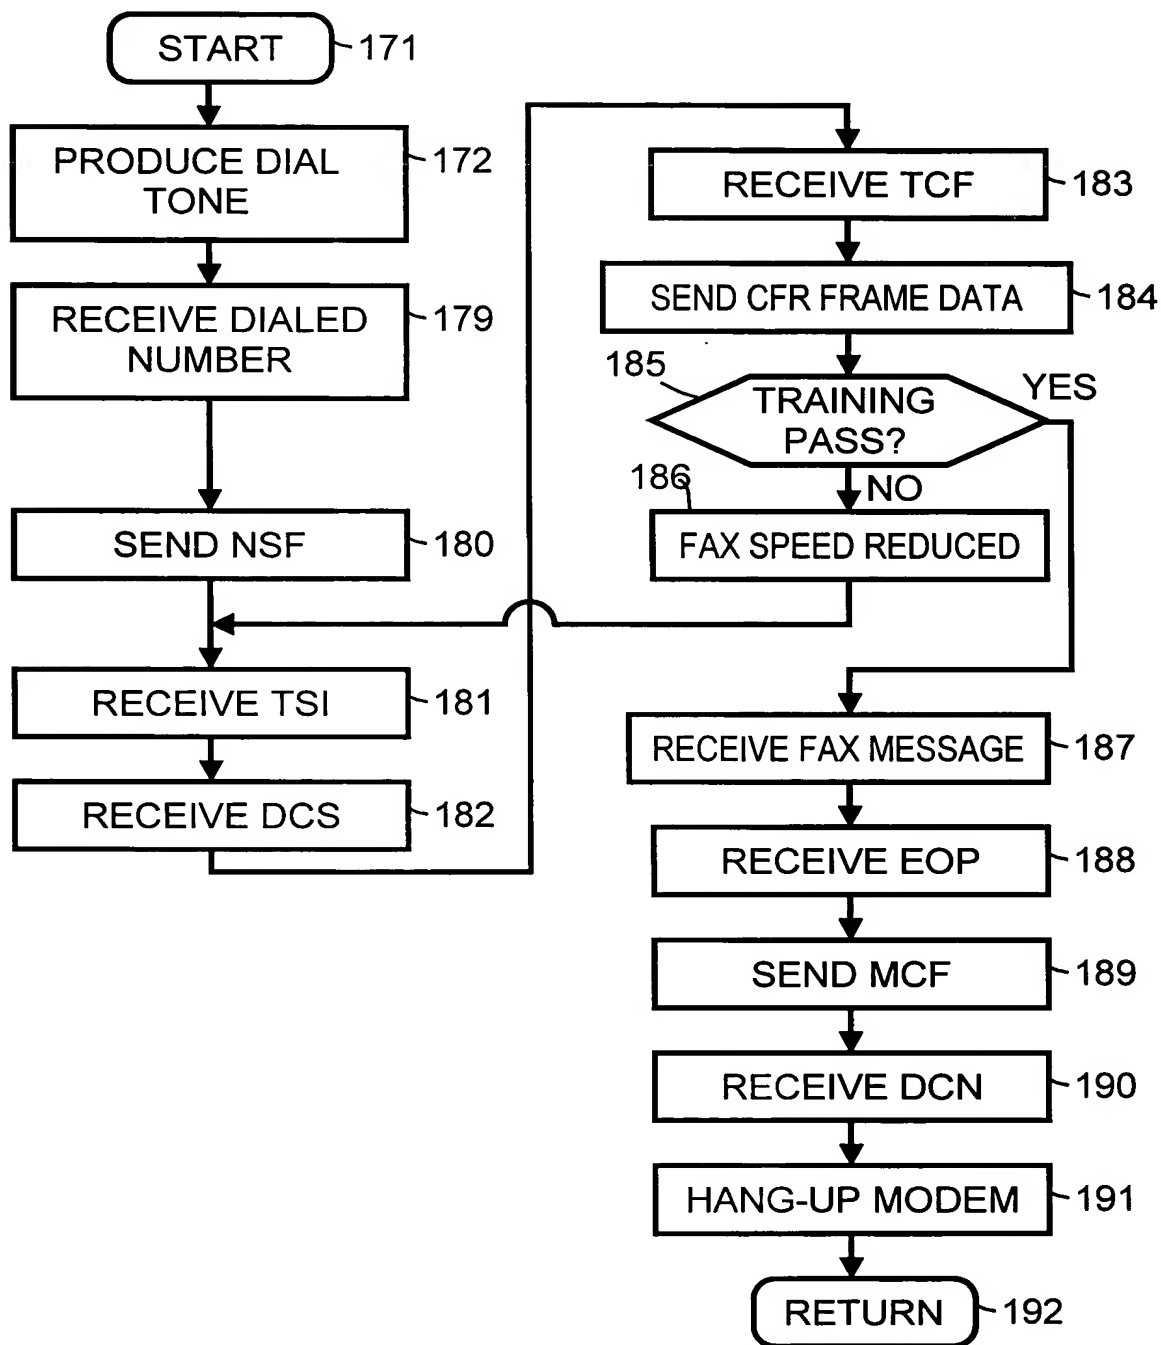 START
171
PRODUCE DIAL
TONE
172
RECEIVE DIALED
NUMBER
179
SEND NSF
180
RECEIVE TSI
181
RECEIVE DCS
182
RECEIVE TCF
183
SEND CFR FRAME DATA
184
185
TRAINING
PASS?
YES
NO
186
FAX SPEED REDUCED
RECEIVE FAX MESSAGE
187
RECEIVE EOP
188
SEND MCF
189
RECEIVE DCN
190
HANG-UP MODEM
191
RETURN
192